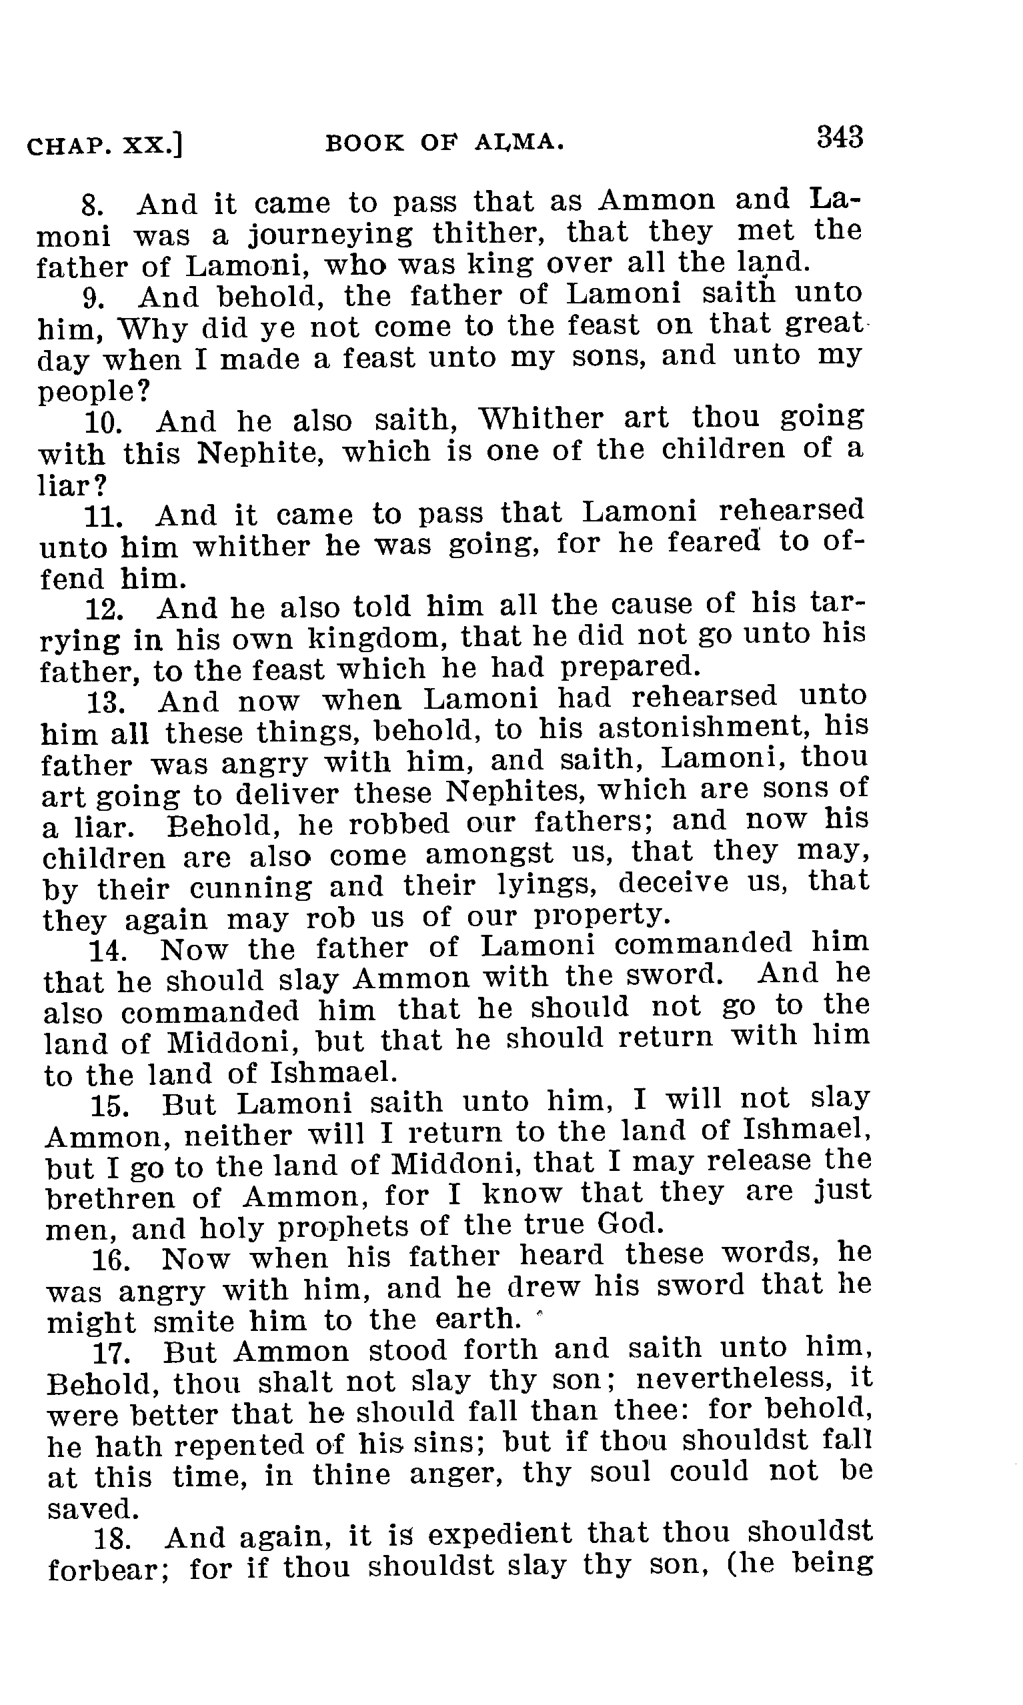 CHAP. XX.] BOOK OF ALMA. 343
8. And it came to pass that as Ammon and La-
moni was a journeying thither, that they met the
father of Lamoni, who was king over all the land.
9. And behold, the father of Lamoni saith unto
him, Why did ye not come to the feast on that great
day when I made a feast unto my sons, and unto my
people?
10. And he also saith, Whither art thou going
with this Nephite, which is one of the children of a
liar?
11. And it came to pass that Lamoni rehearsed
unto him whither he was going, for he feared to of-
fend him.
12. And he also told him all the cause of his tar-
rying in his own kingdom, that he did not go unto his
father, to the feast which he had prepared.
13. And now when Lamoni had rehearsed unto
him all these things, behold, to his astonishment, his
father was angry with him, and saith, Lamoni, thou
art going to deliver these Nephites, which are sons of
a liar. Behold, he robbed our fathers; and now his
children are also come amongst us, that they may,
by their cunning and their lyings, deceive us, that
they again may rob us of our property.
14. Now the father of Lamoni commanded him
that he should slay Ammon with the sword. And he
also commanded him that he should not go to the
land of Middoni, but that he should return with him
to the land of Ishmael.
15. But Lamoni saith unto him, I will not slay
Ammon, neither will I return to the land of Ishmael,
but I go to the land of Middoni, that I may release the
brethren of Ammon, for I know that they are just
men, and holy prophets of the true God.
16. Now when his father heard these words, he
was angry with him, and he drew his sword that he
might smite him to the earth.
17. But Ammon stood forth and saith unto him,
Behold, thou shalt not slay thy son; nevertheless, it
were better that he should fall than thee: for behold,
he hath repented of his sins; but if thou shouldst fall
at this time, in thine anger, thy soul could not be
saved.
18. And again, it is expedient that thou shouldst
forbear; for if thou shouldst slay thy son, (he being